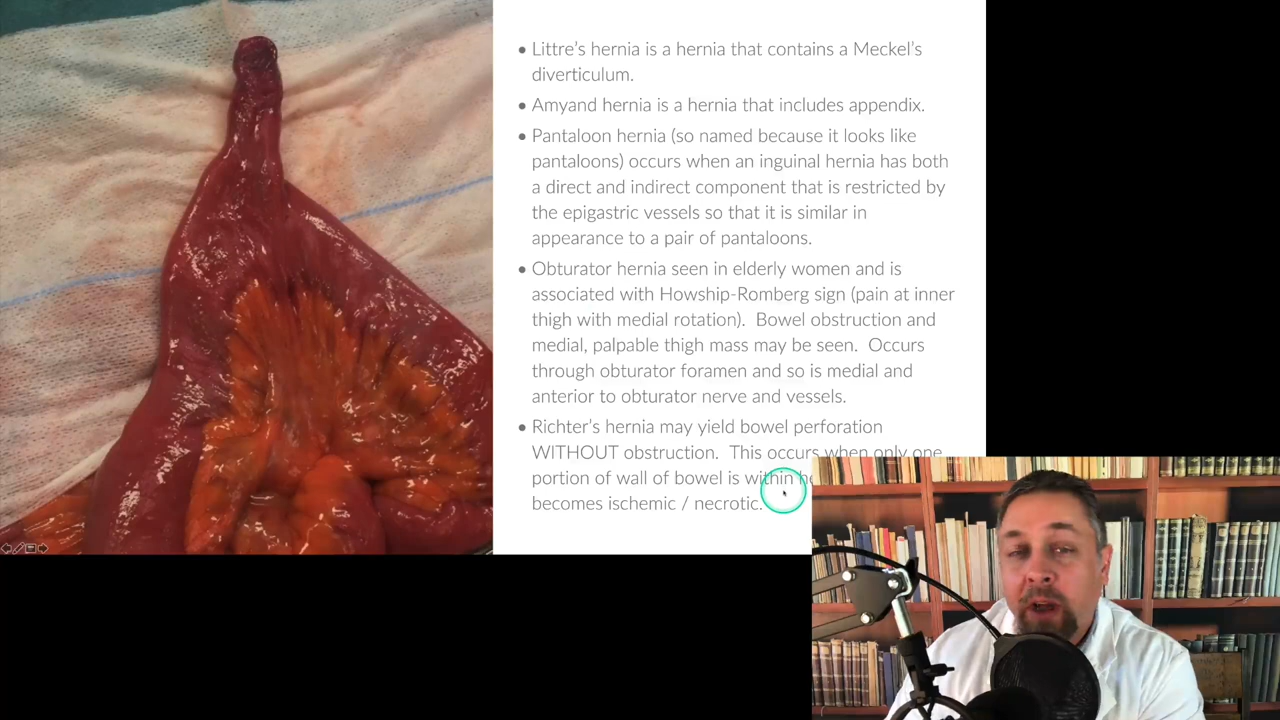 • Littre’s hernia is a hernia that contains a Meckel’s
diverticulum.
• Amyand hernia is a hernia that includes appendix.
• Pantaloon hernia (so named because it looks like
pantaloons) occurs when an inguinal hernia has both
a direct and indirect component that is restricted by
the epigastric vessels so that it is similar in
appearance to a pair of pantaloons.
• Obturator hernia seen in elderly women and is
associated with Howship-Romberg sign (pain at inner
thigh with medial rotation).  Bowel obstruction and
medial, palpable thigh mass may be seen.  Occurs
through obturator foramen and so is medial and
anterior to obturator nerve and vessels.
• Richter’s hernia may yield bowel perforation
WITHOUT obstruction.  This occurs when only one
portion of wall of bowel is within
becomes ischemic / necrotic.